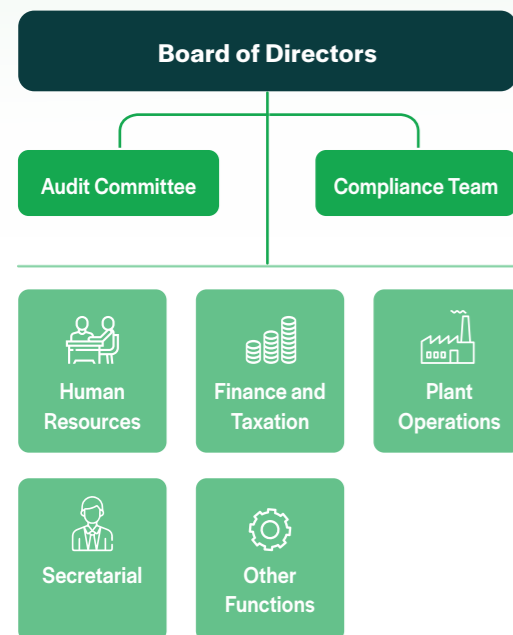 Board of Directors
Audit Committee
Compliance Team
Human
Resources
Finance and
Taxation
Plant
Operations
Secretarial
Other
Functions